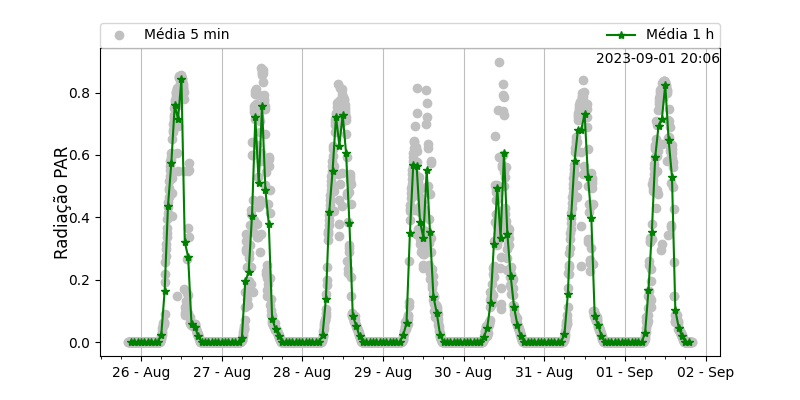 Média 5 min
Média 1 h
2023-09-01 20:06
Radiação PAR
0.8
0.6
0.4
0.2
0.0
26 - Aug
27 - Aug
28 - Aug
29 - Aug
30 - Aug
31 - Aug
01 - Sep
02 - Sep